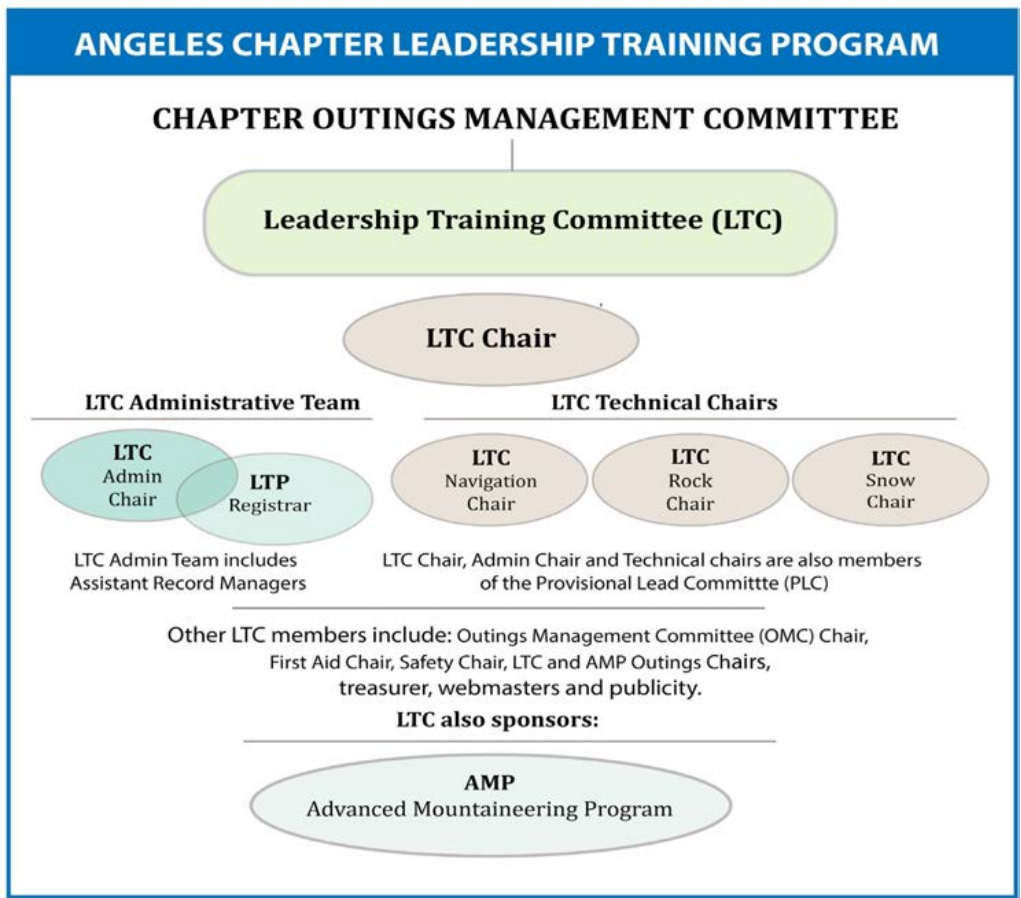 ANGELES CHAPTER LEADERSHIP TRAINING PROGRAM
CHAPTER OUTINGS MANAGEMENT COMMITTEE
Leadership Training Committee (LTC)
LTC Chair
LTC Administrative Team
LTC
Admin
Chair
LTP
Registrar
LTC Admin Team includes
Assistant Record Managers
LTC Technical Chairs
LTC
Navigation
Chair
LTC
Rock
Chair
LTC
Snow
Chair
LTC Chair, Admin Chair and Technical chairs are also members
of the Provisional Lead Committte (PLC)
Other LTC members include: Outings Management Committee (OMC) Chair,
First Aid Chair, Safety Chair, LTC and AMP Outings Chairs,
treasurer, webmasters and publicity.
LTC also sponsors:
AMP
Advanced Mountaineering Program